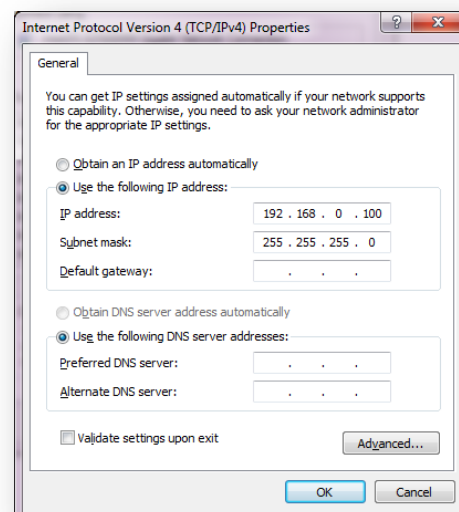 Internet Protocol Version 4 (TCP/IPv4) Properties
?
X
General
You can get IP settings assigned automatically if your network supports
this capability. Otherwise, you need to ask your network administrator
for the appropriate IP settings.
Obtain an IP address automatically
Use the following IP address:
IP address: 192 . 168 . 0 . 100
Subnet mask: 255 . 255 . 255 . 0
Default gateway: . . .
Obtain DNS server address automatically
Use the following DNS server addresses:
Preferred DNS server: . . .
Alternate DNS server: . . .
Validate settings upon exit
Advanced...
OK Cancel